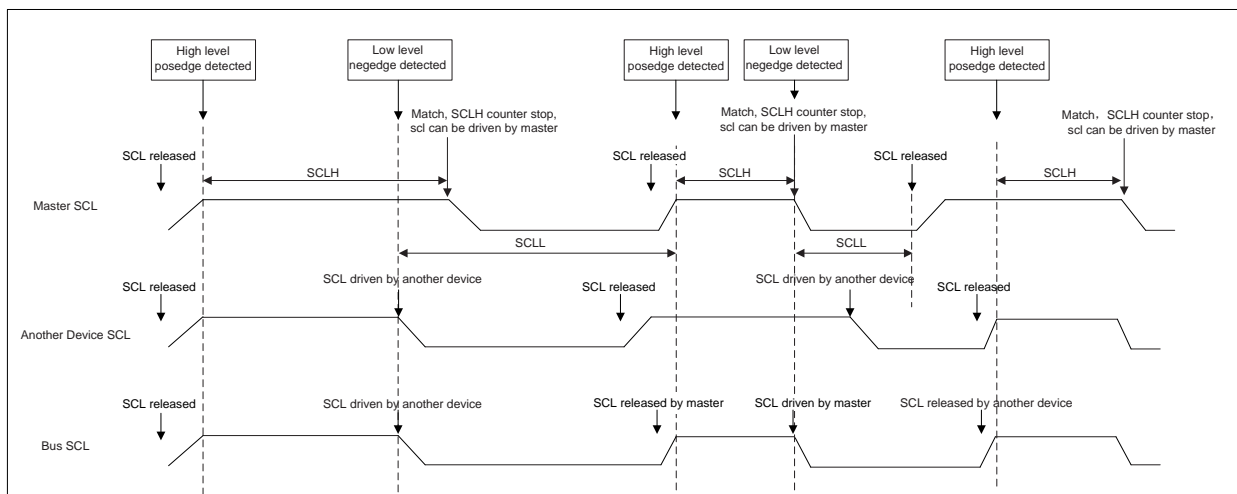 High level
posedge detected
Low level
negedge detected
High level
posedge detected
Low level
negedge detected
High level
posedge detected
Match, SCLH counter stop,
scl can be driven by master
Match, SCLH counter stop,
scl can be driven by master
Match，SCLH counter stop，
scl can be driven by master
SCL released
SCL released
SCL released
SCLH
SCLH
SCLH
Master SCL
SCLL
SCLL
SCL driven by another device
SCL driven by another device
SCL released
SCL released
SCL released
Another Device SCL
SCL released
SCL driven by another device
SCL released by master
SCL driven by master
SCL released by another device
Bus SCL